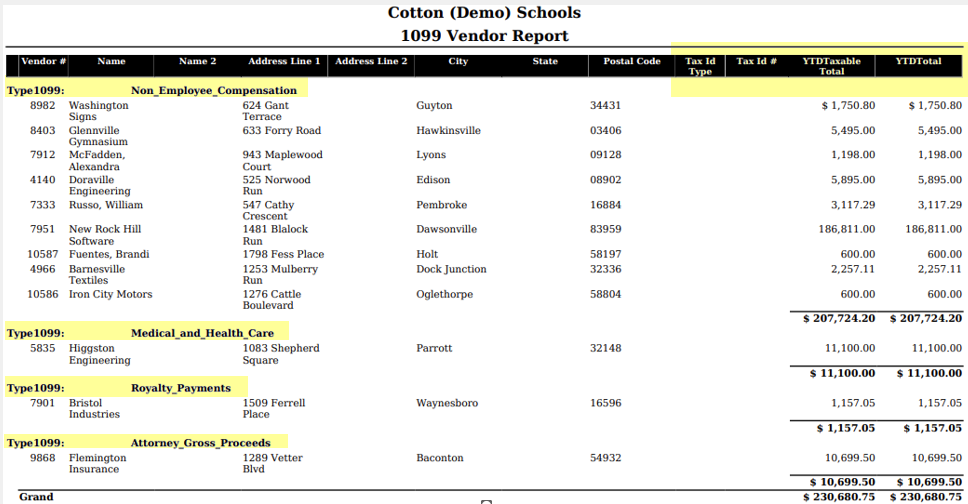 Cotton (Demo) Schools
1099 Vendor Report
Vendor # Name Name 2 Address Line 1 Address Line 2 City State Postal Code Tax Id Type Tax Id # YTDTaxable Total YTDTotal
Type1099: Non_Employee_Compensation
8982 Washington Signs 624 Gant Terrace Guyton 34431 $ 1,750.80 $ 1,750.80
8403 Glennville Gymnasium 633 Forry Road Hawkinsville 03406 5,495.00 5,495.00
7912 McFadden, Alexandra 943 Maplewood Court Lyons 09128 1,198.00 1,198.00
4140 Doraville Engineering 525 Norwood Run Edison 08902 5,895.00 5,895.00
7333 Russo, William 547 Cathy Crescent Pembroke 16884 3,117.29 3,117.29
7951 New Rock Hill Software 1481 Blalock Run Dawsonville 83959 186,811.00 186,811.00
10587 Fuentes, Brandi 1798 Fess Place Holt 58197 600.00 600.00
4966 Barnesville Textiles 1253 Mulberry Run Dock Junction 32336 2,257.11 2,257.11
10586 Iron City Motors 1276 Cattle Boulevard Oglethorpe 58804 600.00 600.00
$ 207,724.20 $ 207,724.20
Type1099: Medical_and_Health_Care
5835 Higgston Engineering 1083 Shepherd Square Parrott 32148 11,100.00 11,100.00
$ 11,100.00 $ 11,100.00
Type1099: Royalty_Payments
7901 Bristol Industries 1509 Ferrell Place Waynesboro 16596 1,157.05 1,157.05
$ 1,157.05 $ 1,157.05
Type1099: Attorney_Gross_Proceeds
9868 Flemington Insurance 1289 Vetter Blvd Baconton 54932 10,699.50 10,699.50
$ 10,699.50 $ 10,699.50
Grand $ 230,680.75 $ 230,680.75